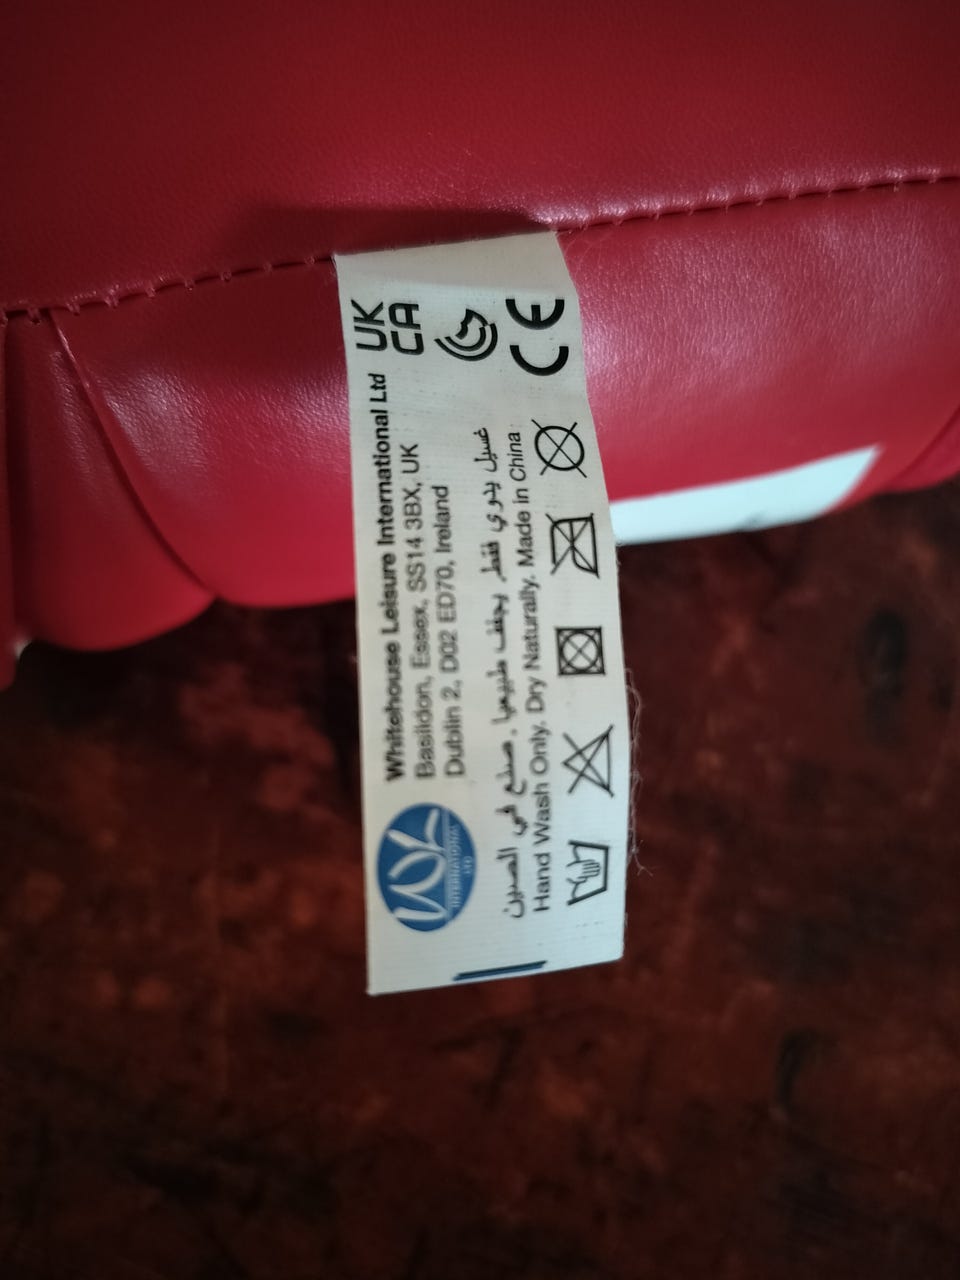 UK
CA
CE
Whitehouse Leisure International Ltd
Basildon, Essex, SS14 3BX, UK
Dublin 2, D02 ED70, Ireland
WL
INTERNATIONAL
LTD
غسيل يدوي فقط. يجفف طبيعيا. صنع في الصين
Hand Wash Only. Dry Naturally. Made in China